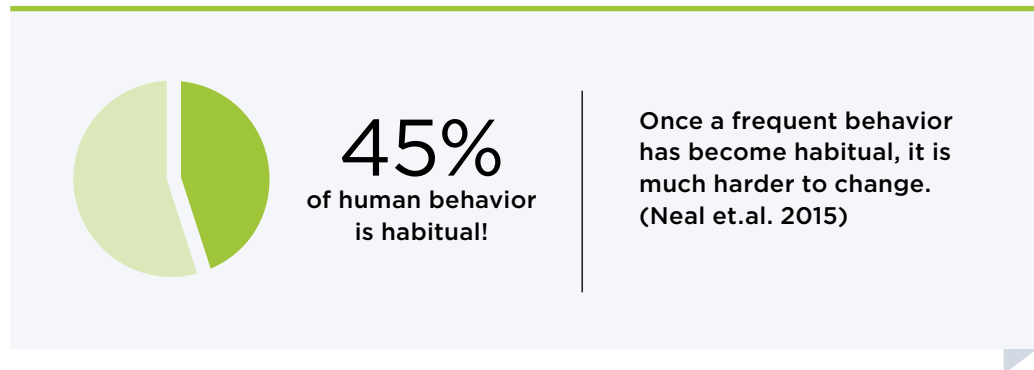 45%
of human behavior
is habitual!
Once a frequent behavior
has become habitual, it is
much harder to change.
(Neal et.al. 2015)